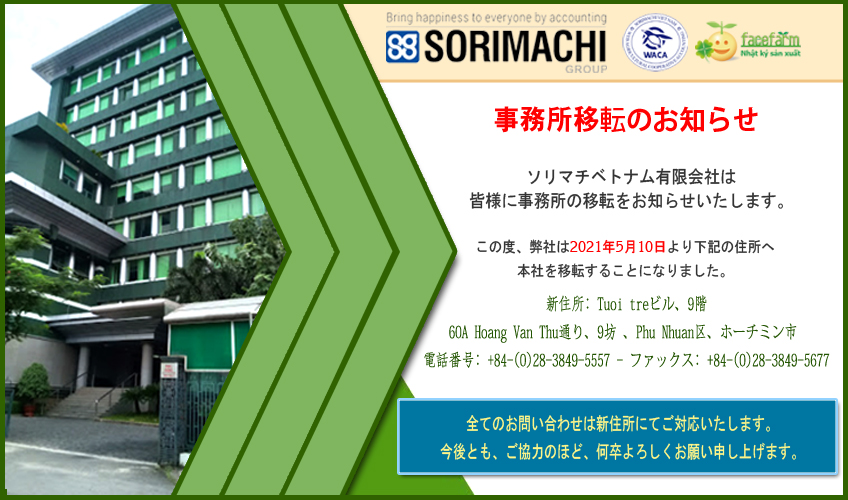 Bring happiness to everyone by accounting
SORIMACHI
GROUP
WACA
facefarm
Nhật ký sản xuất
事務所移転のお知らせ
ソリマチベトナム有限会社は
皆様に事務所の移転をお知らせいたします。
この度、弊社は2021年5月10日より下記の住所へ
本社を移転することになりました。
新住所: Tuoi treビル、9階
60A Hoang Van Thu通り、9坊 、Phu Nhuan区、ホーチミン市
電話番号: +84-(0)28-3849-5557 - ファックス: +84-(0)28-3849-5677
全てのお問い合わせは新住所にてご対応いたします。
今後とも、ご協力のほど、何卒よろしくお願い申し上げます。